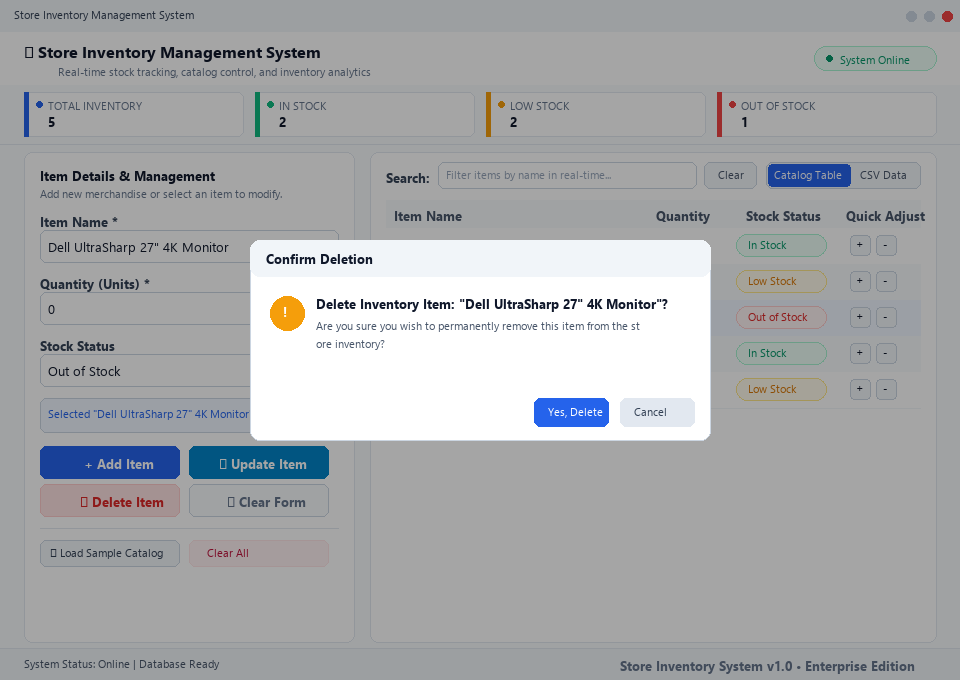 Store Inventory Management System
Store Inventory Management System
Real-time stock tracking, catalog control, and inventory analytics
System Online
TOTAL INVENTORY
5
IN STOCK
2
LOW STOCK
2
OUT OF STOCK
1
Item Details & Management
Add new merchandise or select an item to modify.
Item Name *
Dell UltraSharp 27" 4K Monitor
Quantity (Units) *
0
Stock Status
Out of Stock
Selected "Dell UltraSharp 27" 4K Monitor
+ Add Item
Update Item
Delete Item
Clear Form
Load Sample Catalog
Clear All
Search:
Filter items by name in real-time...
Clear
Catalog Table
CSV Data
Item Name Quantity Stock Status Quick Adjust
In Stock + -
Low Stock + -
Out of Stock + -
In Stock + -
Low Stock + -
Confirm Deletion
!
Delete Inventory Item: "Dell UltraSharp 27" 4K Monitor"?
Are you sure you wish to permanently remove this item from the st
ore inventory?
Yes, Delete
Cancel
System Status: Online | Database Ready
Store Inventory System v1.0 • Enterprise Edition